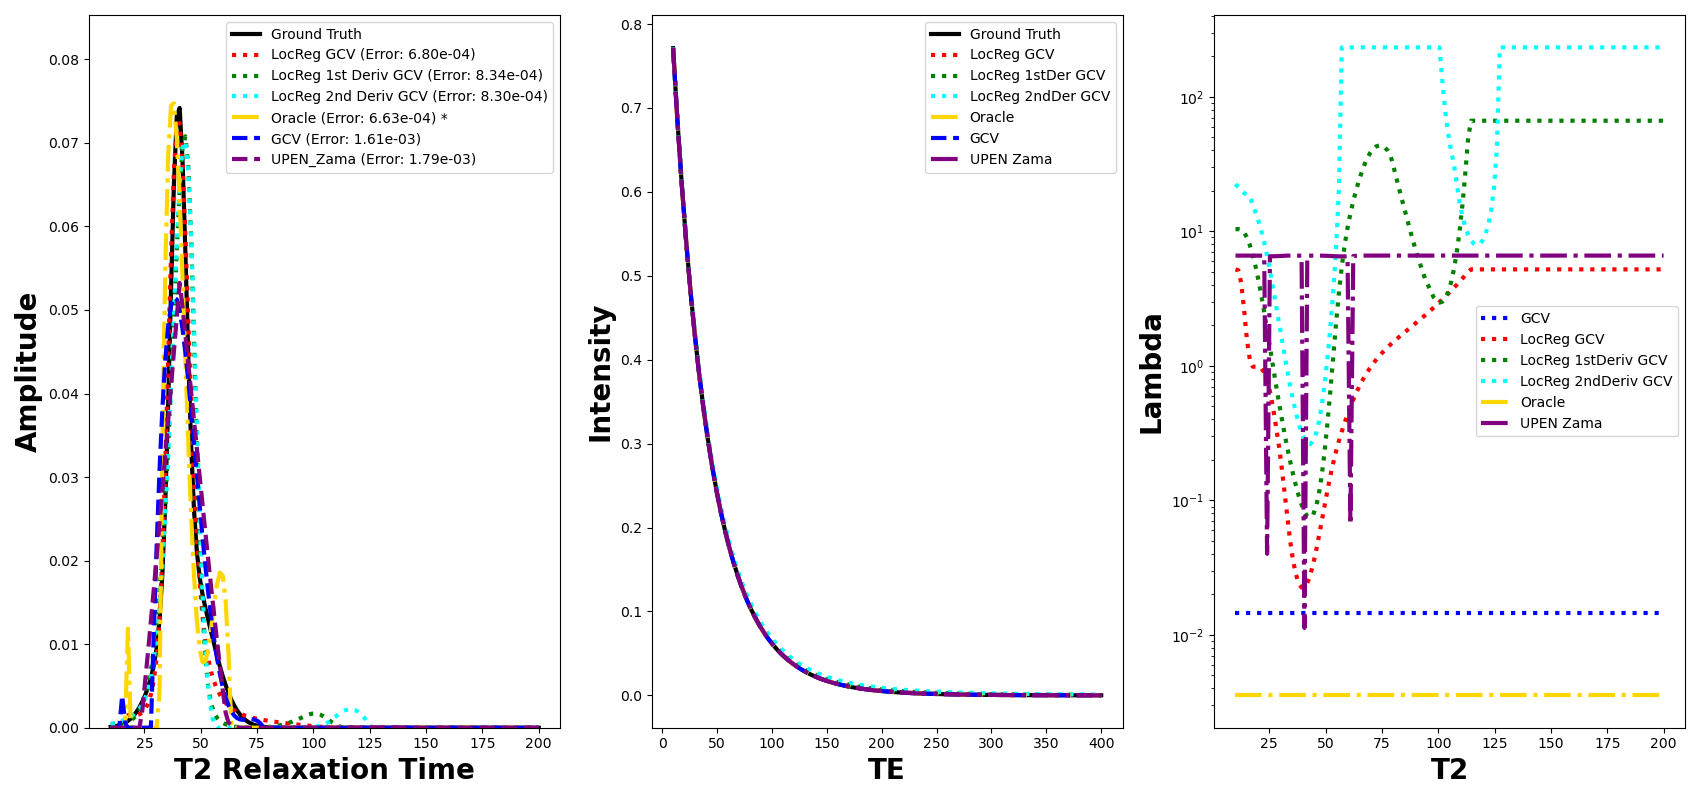 Amplitude
0.08
0.07
0.06
0.05
0.04
0.03
0.02
0.01
0.00
25 50 75 100 125 150 175 200
T2 Relaxation Time
Ground Truth
LocReg GCV (Error: 6.80e-04)
LocReg 1st Deriv GCV (Error: 8.34e-04)
LocReg 2nd Deriv GCV (Error: 8.30e-04)
Oracle (Error: 6.63e-04) *
GCV (Error: 1.61e-03)
UPEN_Zama (Error: 1.79e-03)
Intensity
0.8
0.7
0.6
0.5
0.4
0.3
0.2
0.1
0.0
0 50 100 150 200 250 300 350 400
TE
Ground Truth
LocReg GCV
LocReg 1stDer GCV
LocReg 2ndDer GCV
Oracle
GCV
UPEN Zama
Lambda
10²
10¹
10⁰
10⁻¹
10⁻²
25 50 75 100 125 150 175 200
T2
GCV
LocReg GCV
LocReg 1stDeriv GCV
LocReg 2ndDeriv GCV
Oracle
UPEN Zama